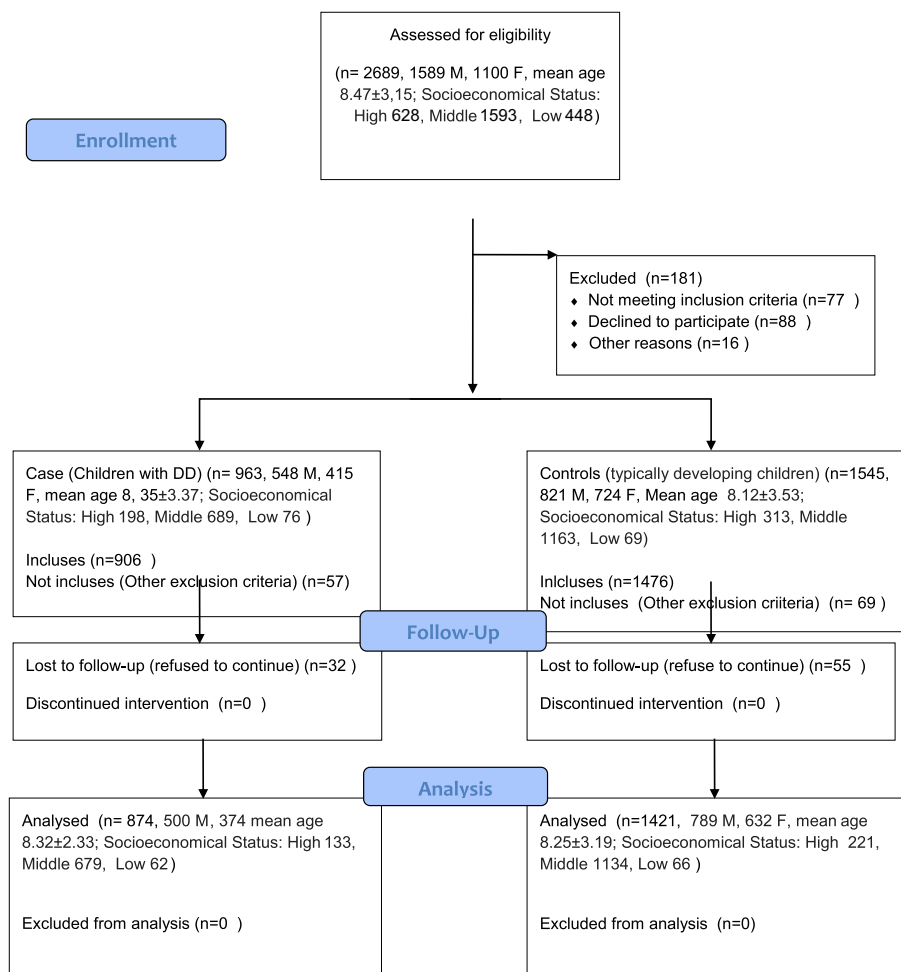 Assessed for eligibility
(n= 2689, 1589 M, 1100 F, mean age
8.47±3,15; Socioeconomical Status:
High 628, Middle 1593, Low 448)
Enrollment
Excluded (n=181)
♦ Not meeting inclusion criteria (n=77 )
♦ Declined to participate (n=88 )
♦ Other reasons (n=16 )
Case (Children with DD) (n= 963, 548 M, 415
F, mean age 8, 35±3.37; Socioeconomical
Status: High 198, Middle 689, Low 76 )
Incluses (n=906 )
Not incluses (Other exclusion criteria) (n=57)
Controls (typically developing children) (n=1545,
821 M, 724 F, Mean age 8.12±3.53;
Socioeconomical Status: High 313, Middle
1163, Low 69)
Inlcluses (n=1476)
Not incluses (Other exclusion criiteria) (n= 69 )
Follow-Up
Lost to follow-up (refused to continue) (n=32 )
Discontinued intervention (n=0 )
Lost to follow-up (refuse to continue) (n=55 )
Discontinued intervention (n=0 )
Analysis
Analysed (n= 874, 500 M, 374 mean age
8.32±2.33; Socioeconomical Status: High 133,
Middle 679, Low 62)
Excluded from analysis (n=0 )
Analysed (n=1421, 789 M, 632 F, mean age
8.25±3.19; Socioeconomical Status: High 221,
Middle 1134, Low 66 )
Excluded from analysis (n=0)